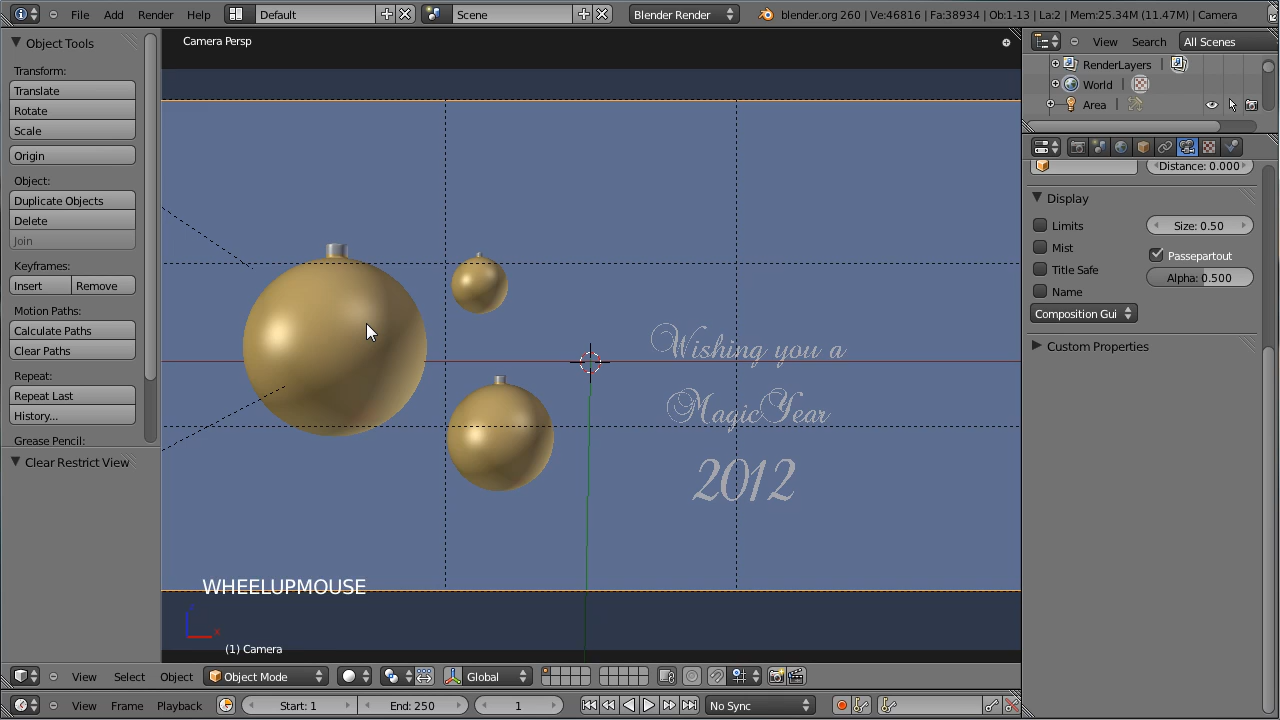 File Add Render Help Default Scene Blender Render blender.org 260 | Ve:46816 | Fa:38934 | Ob:1-13 | La:2 | Mem:25.34M (11.47M) | Camera
Object Tools
Transform:
Translate
Rotate
Scale
Origin
Object:
Duplicate Objects
Delete
Join
Keyframes:
Insert Remove
Motion Paths:
Calculate Paths
Clear Paths
Repeat:
Repeat Last
History...
Grease Pencil:
Clear Restrict View
Camera Persp
Wishing you a
MagicYear
2012
WHEELUPMOUSE
x
(1) Camera
View Select Object Object Mode Global
View Frame Playback Start: End: 250 1 No Sync
View Search All Scenes
RenderLayers
World
Area
Distance: 0.000
Display
Limits Size: 0.50
Mist Passepartout
Title Safe Alpha: 0.500
Name
Composition Gui
Custom Properties